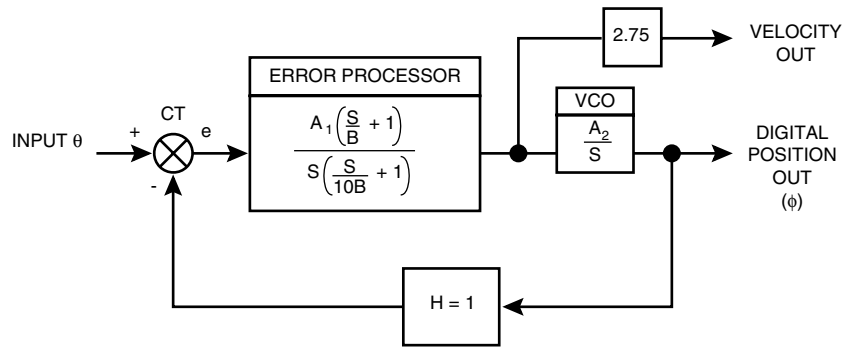 2.75
VELOCITY
OUT
ERROR PROCESSOR
CT
VCO
INPUT θ
+
e
-
A₁(S/B + 1)
S(S/10B + 1)
A₂
S
DIGITAL
POSITION
OUT
(ϕ)
H = 1